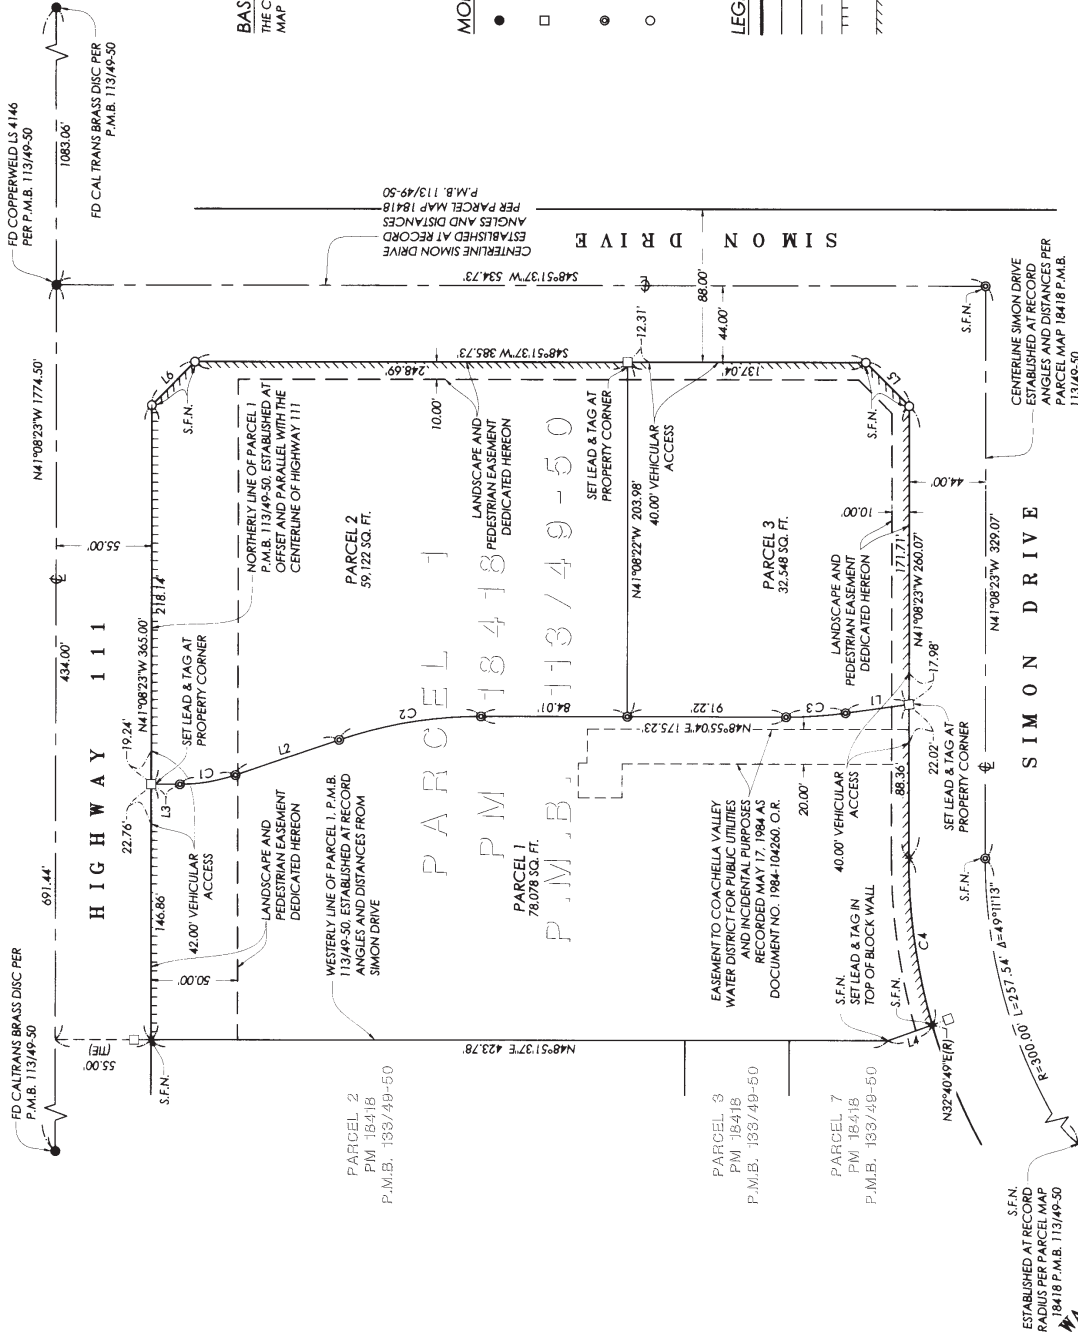 FD COPPERWELD LS 4146
PER P.M.B. 113/49-50
1083.06'
FD CAL TRANS BRASS DISC PER
P.M.B. 113/49-50
BAS
THE C
MAP
MO
LEG
N41°08'23"W 1774.50'
434.00'
691.44'
FD CALTRANS BRASS DISC PER
P.M.B. 113/49-50
HIGHWAY 111
55.00'
55.00'
(TIE)
S.F.N.
L6
S.F.N.
N41°08'23"W 365.00'
218.14'
146.86'
19.24'
22.76'
SET LEAD & TAG AT
PROPERTY CORNER
L3
C1
L2
C2
42.00' VEHICULAR
ACCESS
LANDSCAPE AND
PEDESTRIAN EASEMENT
DEDICATED HEREON
50.00'
NORTHERLY LINE OF PARCEL 1
P.M.B. 113/49-50, ESTABLISHED AT
OFFSET AND PARALLEL WITH THE
CENTERLINE OF HIGHWAY 111
WESTERLY LINE OF PARCEL 1, P.M.B.
113/49-50, ESTABLISHED AT RECORD
ANGLES AND DISTANCES FROM
SIMON DRIVE
N48°51'37"E 423.78'
PARCEL 2
59,122 SQ. FT.
10.00'
248.69'
S48°51'37"W 385.73'
LANDSCAPE AND
PEDESTRIAN EASEMENT
DEDICATED HEREON
CENTERLINE SIMON DRIVE
ESTABLISHED AT RECORD
ANGLES AND DISTANCES
PER PARCEL MAP 18418
P.M.B. 113/49-50
S48°51'37"W 534.73'
SIMON DRIVE
88.00'
44.00'
12.31'
SET LEAD & TAG AT
PROPERTY CORNER
40.00' VEHICULAR
ACCESS
137.04'
N41°08'22"W 203.98'
PARCEL 1
PM 18418
P.M.B. 113/49-50
PARCEL 1
78,078 SQ. FT.
PARCEL 3
32,548 SQ. FT.
84.01'
91.22'
N48°55'04"E 175.23'
C3
L1
20.00'
EASEMENT TO COACHELLA VALLEY
WATER DISTRICT FOR PUBLIC UTILITIES
AND INCIDENTAL PURPOSES
RECORDED MAY 17, 1984 AS
DOCUMENT NO. 1984-104260, O.R.
LANDSCAPE AND
PEDESTRIAN EASEMENT
DEDICATED HEREON
10.00'
171.71'
N41°08'23"W 260.07'
S.F.N.
L5
44.00'
S.F.N.
CENTERLINE SIMON DRIVE
ESTABLISHED AT RECORD
ANGLES AND DISTANCES PER
PARCEL MAP 18418 P.M.B.
113/49-50
40.00' VEHICULAR
ACCESS
88.36'
17.98'
22.02'
SET LEAD & TAG AT
PROPERTY CORNER
N41°08'23"W 329.07'
SIMON DRIVE
S.F.N.
SET LEAD & TAG IN
TOP OF BLOCK WALL
S.F.N.
L4
C4
S.F.N.
N32°40'49"E(R)
R=300.00' L=257.54' Δ=49°11'13"
PARCEL 2
PM 18418
P.M.B. 133/49-50
PARCEL 3
PM 18418
P.M.B. 133/49-50
PARCEL 7
PM 18418
P.M.B. 133/49-50
S.F.N.
ESTABLISHED AT RECORD
RADIUS PER PARCEL MAP
18418 P.M.B. 113/49-50